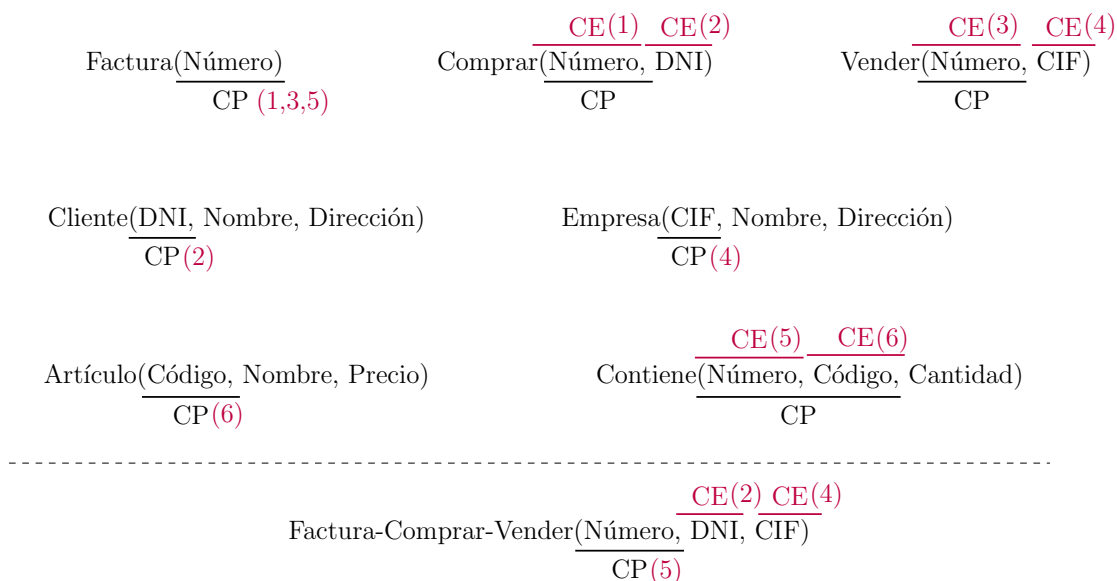 CE(1) CE(2) CE(3) CE(4)
Factura(Número) Comprar(Número, DNI) Vender(Número, CIF)
CP (1,3,5) CP CP
Cliente(DNI, Nombre, Dirección) Empresa(CIF, Nombre, Dirección)
CP(2) CP(4)
CE(5) CE(6)
Artículo(Código, Nombre, Precio) Contiene(Número, Código, Cantidad)
CP(6) CP
CE(2) CE(4)
Factura-Comprar-Vender(Número, DNI, CIF)
CP(5)